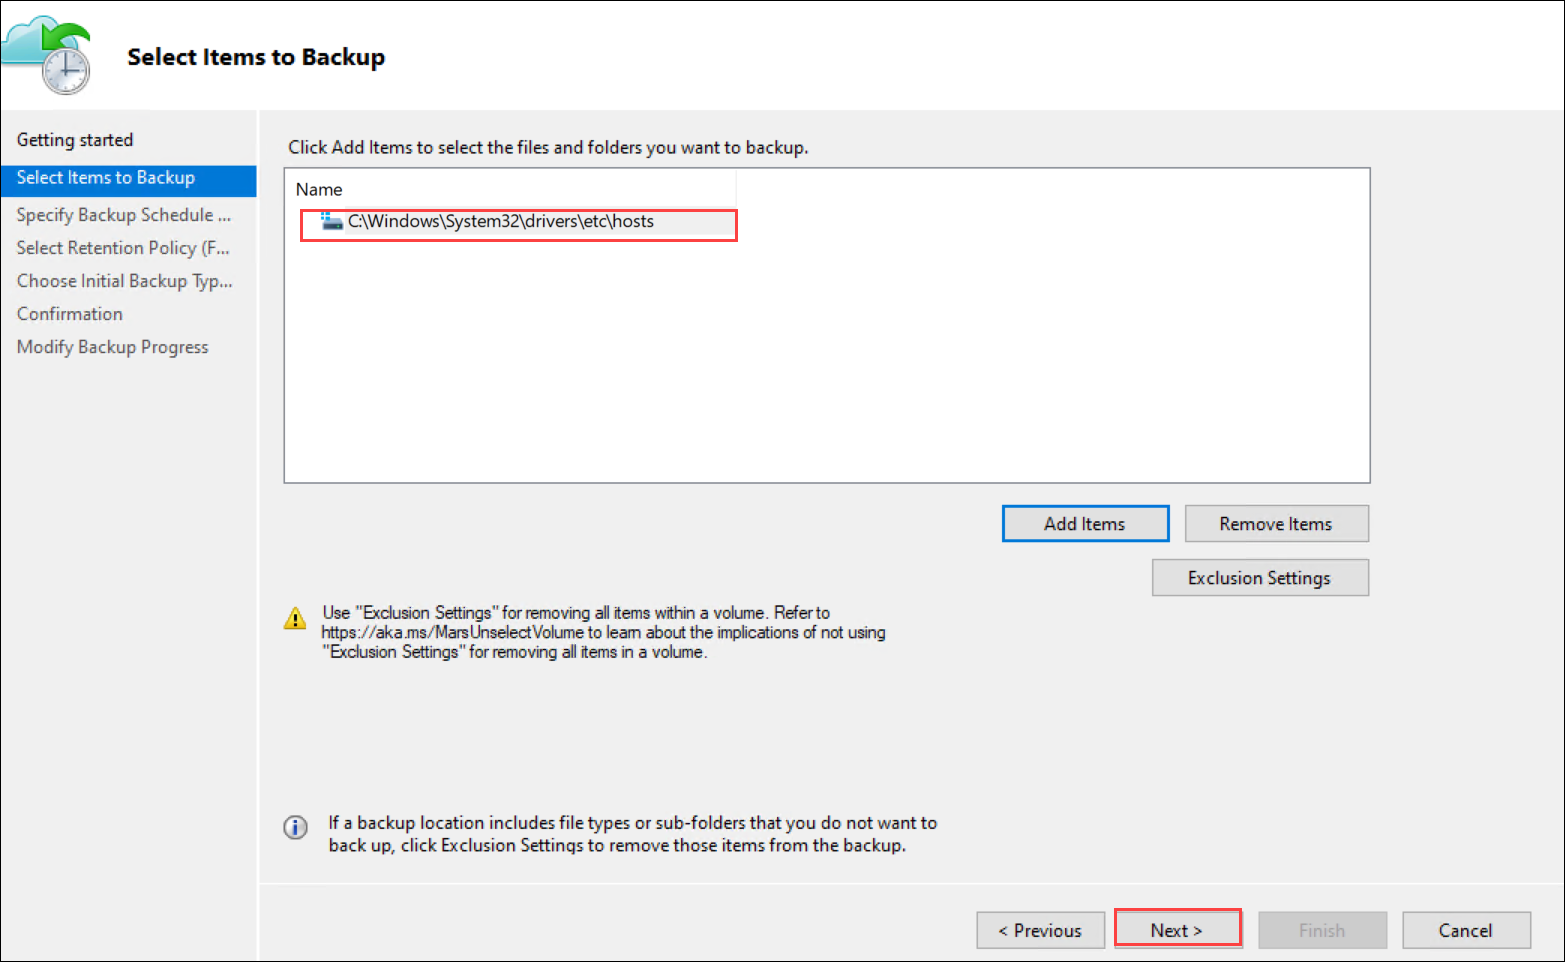 Select Items to Backup
Getting started
Select Items to Backup
Specify Backup Schedule ...
Select Retention Policy (F...
Choose Initial Backup Typ...
Confirmation
Modify Backup Progress
Click Add Items to select the files and folders you want to backup.
Name
C:\Windows\System32\drivers\etc\hosts
Add Items
Remove Items
Exclusion Settings
Use "Exclusion Settings" for removing all items within a volume. Refer to
https://aka.ms/MarsUnselectVolume to learn about the implications of not using
"Exclusion Settings" for removing all items in a volume.
If a backup location includes file types or sub-folders that you do not want to
back up, click Exclusion Settings to remove those items from the backup.
< Previous
Next >
Finish
Cancel